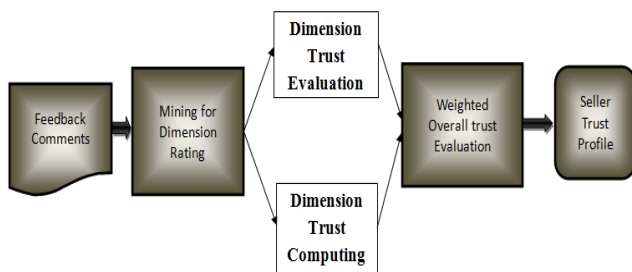 Feedback
Comments
Mining for
Dimension
Rating
Dimension
Trust
Evaluation
Dimension
Trust
Computing
Weighted
Overall trust
Evaluation
Seller
Trust
Profile